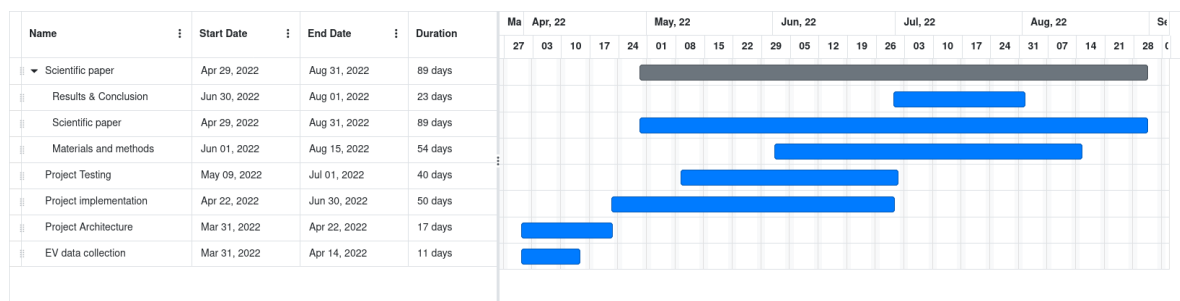 Name Start Date End Date Duration Ma Apr, 22 May, 22 Jun, 22 Jul, 22 Aug, 22
27 03 10 17 24 01 08 15 22 29 05 12 19 26 03 10 17 24 31 07 14 21 28
Scientific paper Apr 29, 2022 Aug 31, 2022 89 days
Results & Conclusion Jun 30, 2022 Aug 01, 2022 23 days
Scientific paper Apr 29, 2022 Aug 31, 2022 89 days
Materials and methods Jun 01, 2022 Aug 15, 2022 54 days
Project Testing May 09, 2022 Jul 01, 2022 40 days
Project implementation Apr 22, 2022 Jun 30, 2022 50 days
Project Architecture Mar 31, 2022 Apr 22, 2022 17 days
EV data collection Mar 31, 2022 Apr 14, 2022 11 days